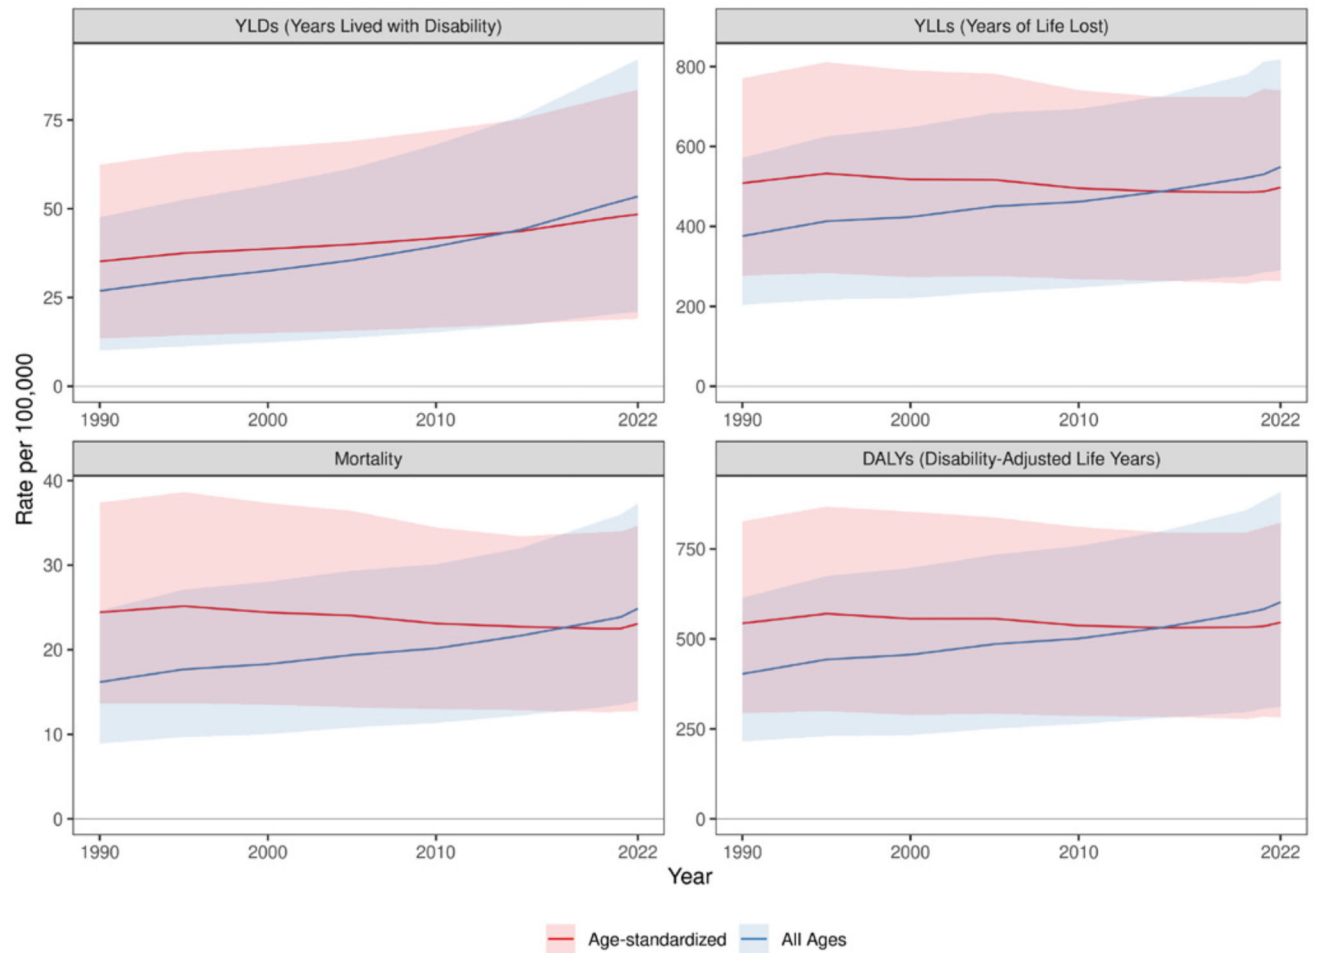 YLDs (Years Lived with Disability)
YLLs (Years of Life Lost)
75
50
25
0
1990 2000 2010 2022
800
600
400
200
0
1990 2000 2010 2022
Rate per 100,000
Mortality
DALYs (Disability-Adjusted Life Years)
40
30
20
10
0
1990 2000 2010 2022
750
500
250
0
1990 2000 2010 2022
Year
Age-standardized All Ages